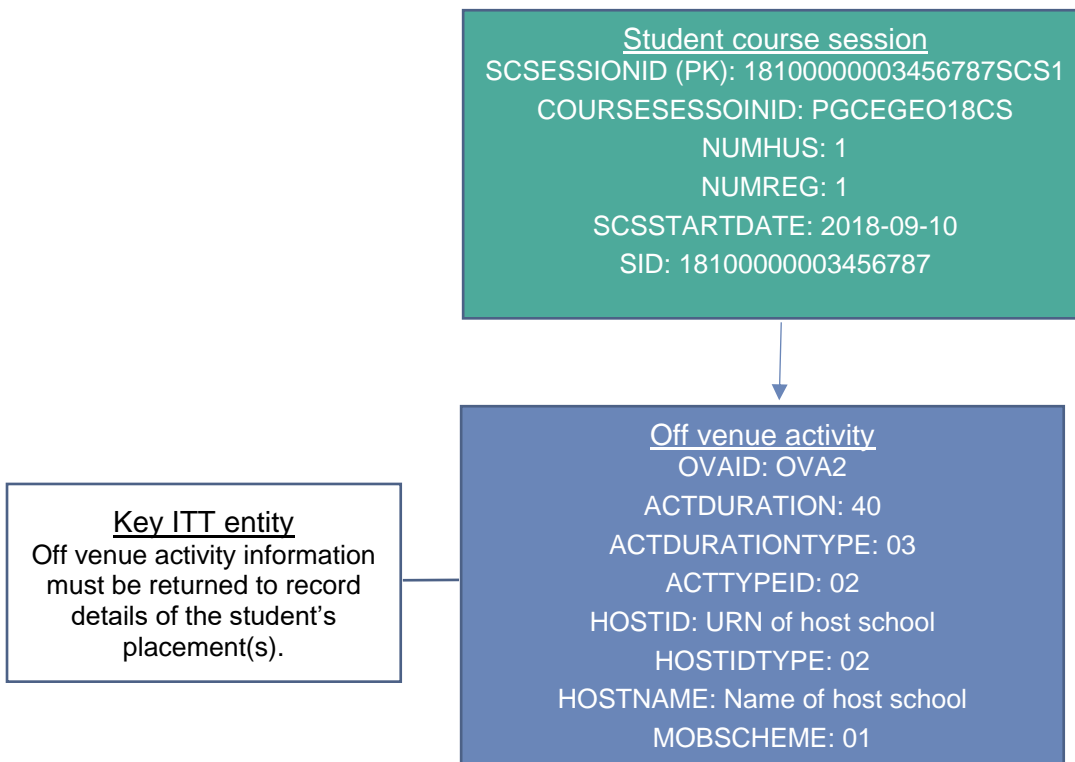 Student course session
SCSESSIONID (PK): 18100000003456787SCS1
COURSESESSOINID: PGCEGEO18CS
NUMHUS: 1
NUMREG: 1
SCSSTARTDATE: 2018-09-10
SID: 18100000003456787
Off venue activity
OVAID: OVA2
ACTDURATION: 40
ACTDURATIONTYPE: 03
ACTTYPEID: 02
HOSTID: URN of host school
HOSTIDTYPE: 02
HOSTNAME: Name of host school
MOBSCHEME: 01
Key ITT entity
Off venue activity information
must be returned to record
details of the student’s
placement(s).